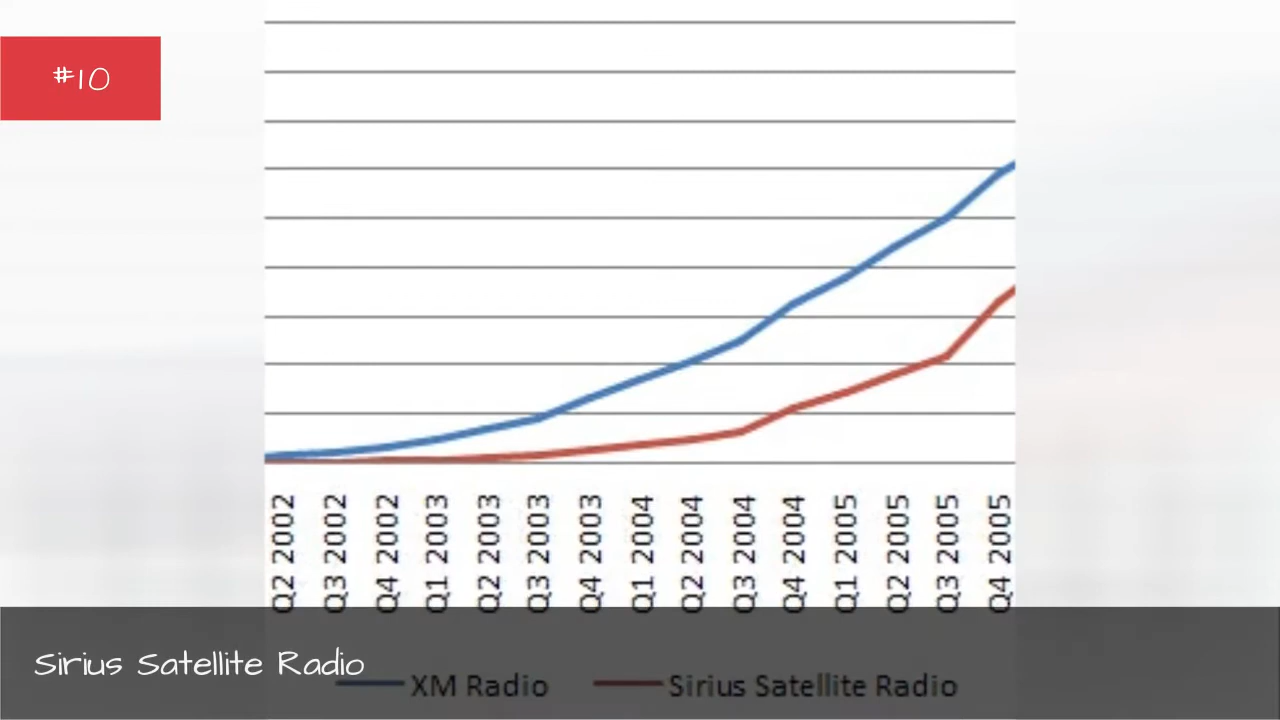 #10
Q2 2002
Q3 2002
Q4 2002
Q1 2003
Q2 2003
Q3 2003
Q4 2003
Q1 2004
Q2 2004
Q3 2004
Q4 2004
Q1 2005
Q2 2005
Q3 2005
Q4 2005
Sirius Satellite Radio
XM Radio
Sirius Satellite Radio